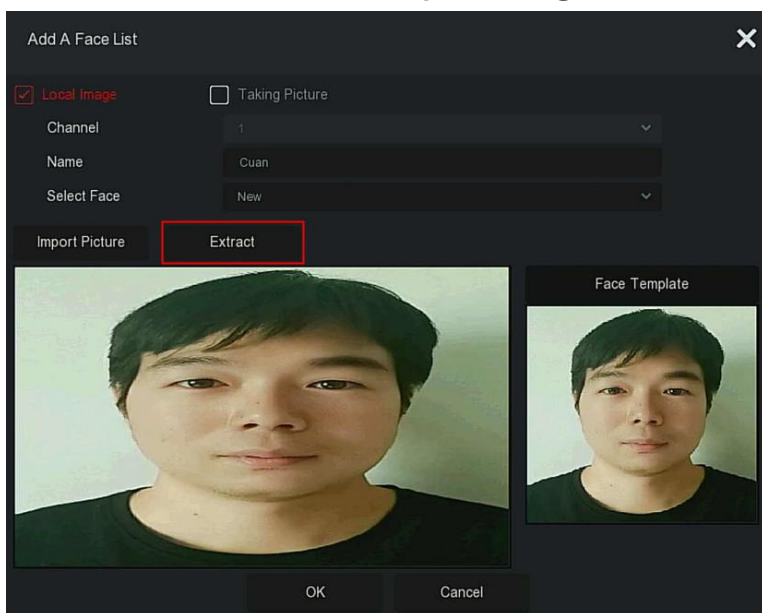 Add A Face List
Local Image Taking Picture
Channel 1
Name Cuan
Select Face New
Import Picture Extract
Face Template
OK Cancel